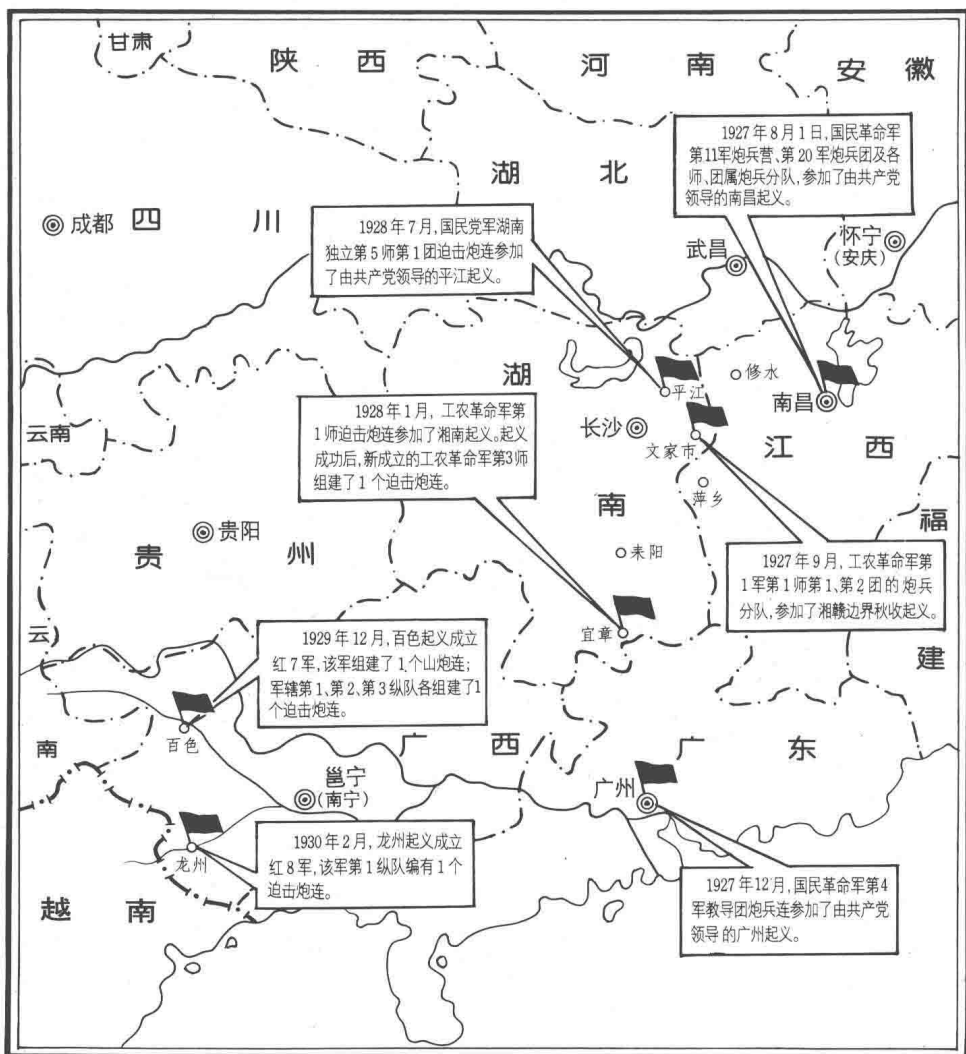 甘肃
陕西
河南
安徽
1927年8月1日,国民革命军
第11军炮兵营、第20军炮兵团及各
师、团属炮兵分队,参加了由共产党
领导的南昌起义。
湖北
成都
四川
1928年7月,国民党军湖南
独立第5师第1团迫击炮连参加
了由共产党领导的平江起义。
武昌
怀宁
(安庆)
湖
修水
平江
南昌
1928年1月,工农革命军第
1师迫击炮连参加了湘南起义。起义
成功后,新成立的工农革命军第3师
组建了1个迫击炮连。
长沙
文家市
江西
云南
萍乡
南
福
贵阳
贵州
耒阳
1927年9月,工农革命军第
1军第1师第1、第2团的炮兵
分队,参加了湘赣边界秋收起义。
云
宜章
建
1929年12月,百色起义成立
红7军,该军组建了1个山炮连;
军辖第1、第2、第3纵队各组建了1
个迫击炮连。
百色
南
广西
广东
邕宁
(南宁)
广州
龙州
1930年2月,龙州起义成立
红8军,该军第1纵队编有1个
迫击炮连。
越南
1927年12月,国民革命军第4
军教导团炮兵连参加了由共产党
领导的广州起义。